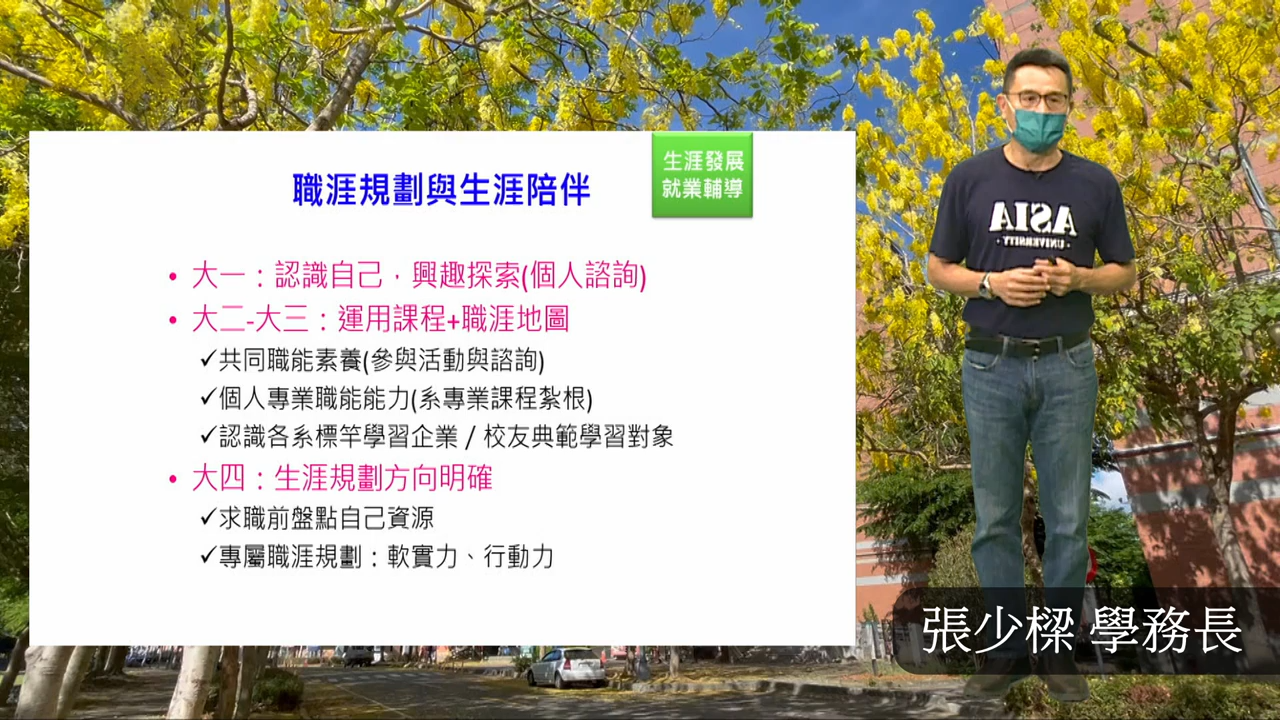 生涯發展
就業輔導
職涯規劃與生涯陪伴
• 大一：認識自己，興趣探索(個人諮詢)
• 大二-大三：運用課程+職涯地圖
✓共同職能素養(參與活動與諮詢)
✓個人專業職能能力(系專業課程紮根)
✓認識各系標竿學習企業／校友典範學習對象
• 大四：生涯規劃方向明確
✓求職前盤點自己資源
✓專屬職涯規劃：軟實力、行動力
ASIA
UNIVERSITY
張少樑 學務長